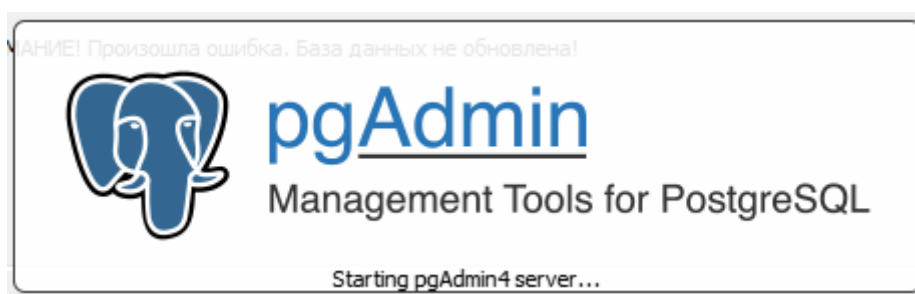 МАНИЕ! Произошла ошибка. База данных не обновлена!
pgAdmin
Management Tools for PostgreSQL
Starting pgAdmin4 server...